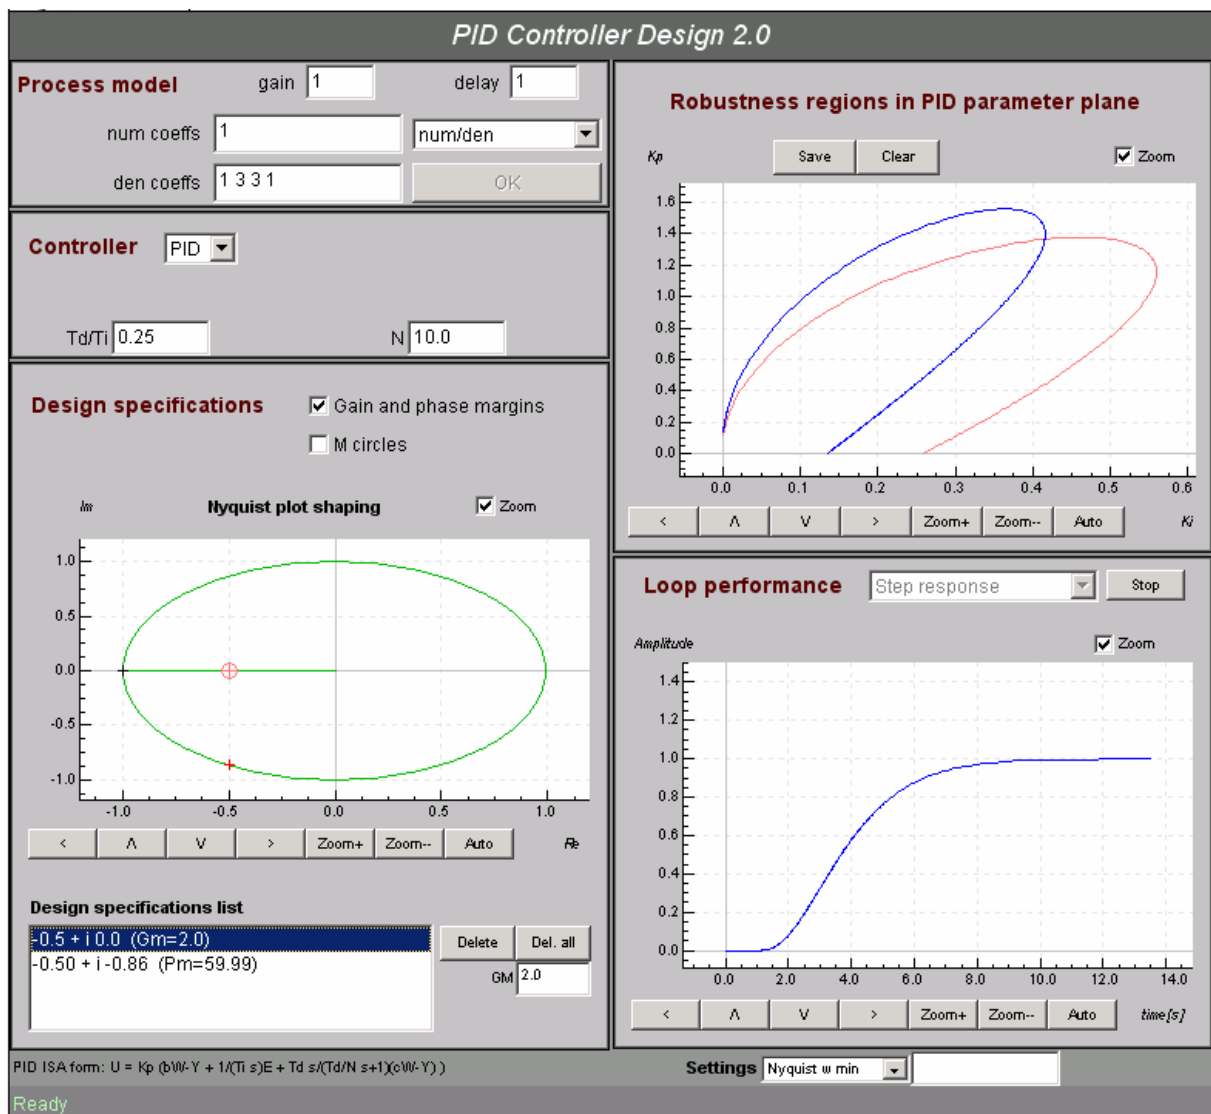 PID Controller Design 2.0
Process model
gain 1
delay 1
num coeffs 1
num/den
den coeffs 1 3 3 1
OK
Controller PID
Td/Ti 0.25
N 10.0
Design specifications
Gain and phase margins
M circles
Im
Nyquist plot shaping
Zoom
1.0
0.5
0.0
-0.5
-1.0
-1.0 -0.5 0.0 0.5 1.0
< Λ V > Zoom+ Zoom-- Auto Re
Design specifications list
-0.5 + i 0.0 (Gm=2.0)
-0.50 + i -0.86 (Pm=59.99)
Delete Del. all
GM 2.0
Robustness regions in PID parameter plane
Kp
Save Clear
Zoom
1.6
1.4
1.2
1.0
0.8
0.6
0.4
0.2
0.0
0.0 0.1 0.2 0.3 0.4 0.5 0.6
< Λ V > Zoom+ Zoom-- Auto Ki
Loop performance Step response Stop
Amplitude
Zoom
1.4
1.2
1.0
0.8
0.6
0.4
0.2
0.0
0.0 2.0 4.0 6.0 8.0 10.0 12.0 14.0
< Λ V > Zoom+ Zoom-- Auto time[s]
PID ISA form: U = Kp (bW-Y + 1/(Ti s)E + Td s/(Td/N s+1)(cW-Y) )
Settings Nyquist w min
Ready